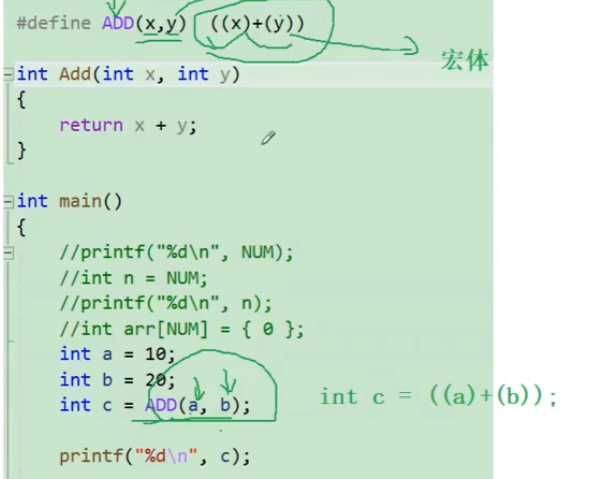 #define ADD(x,y) ((x)+(y))
宏体
int Add(int x, int y)
{
return x + y;
}
int main()
{
//printf("%d\n", NUM);
//int n = NUM;
//printf("%d\n", n);
//int arr[NUM] = { 0 };
int a = 10;
int b = 20;
int c = ADD(a, b);
int c = ((a)+(b));
printf("%d\n", c);